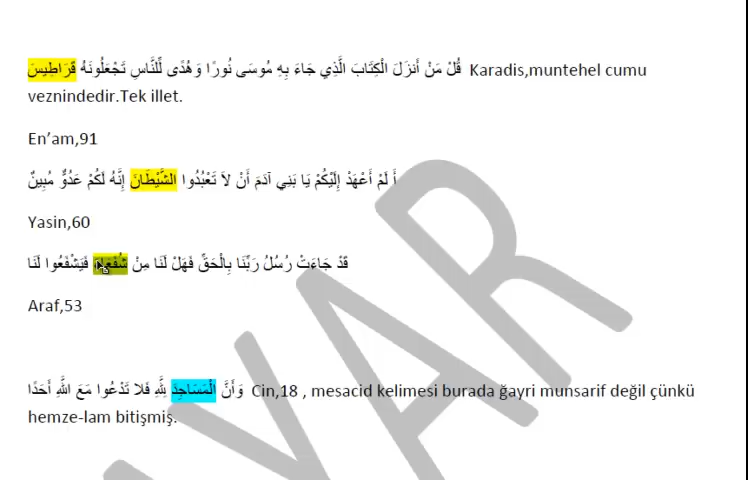 قُلْ مَنْ أَنزَلَ الْكِتَابَ الَّذِي جَاءَ بِهِ مُوسَى نُورًا وَهُدًى لِّلنَّاسِ تَجْعَلُونَهُ قَرَاطِيسَ Karadis,muntehel cumu
veznindedir.Tek illet.
En’am,91
أَ لَمْ أَعْهَدْ إِلَيْكُمْ يَا بَنِي آدَمَ أَنْ لاَ تَعْبُدُوا الشَّيْطَانَ إِنَّهُ لَكُمْ عَدُوٌّ مُبِينٌ
Yasin,60
قَدْ جَاءَتْ رُسُلُ رَبِّنَا بِالْحَقِّ فَهَلْ لَنَا مِنْ فَيَشْفَعُوا لَنَا
Araf,53
وَأَنَّ الْمَسَاجِدَ لِلَّهِ فَلا تَدْعُوا مَعَ اللَّهِ أَحَدًا Cin,18 , mesacid kelimesi burada ğayri munsarif değil çünkü
hemze-lam bitişmiş.